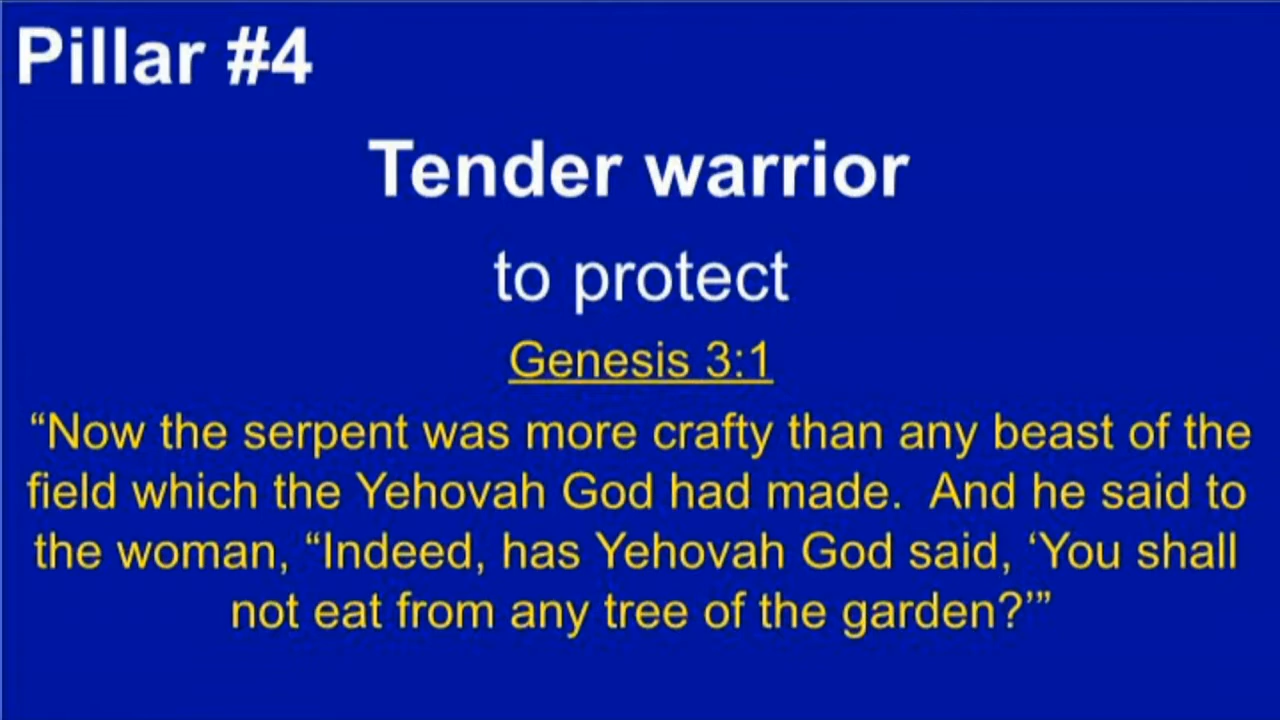 Pillar #4
Tender warrior
to protect
Genesis 3:1
“Now the serpent was more crafty than any beast of the
field which the Yehovah God had made.  And he said to
the woman, “Indeed, has Yehovah God said, ‘You shall
not eat from any tree of the garden?’”